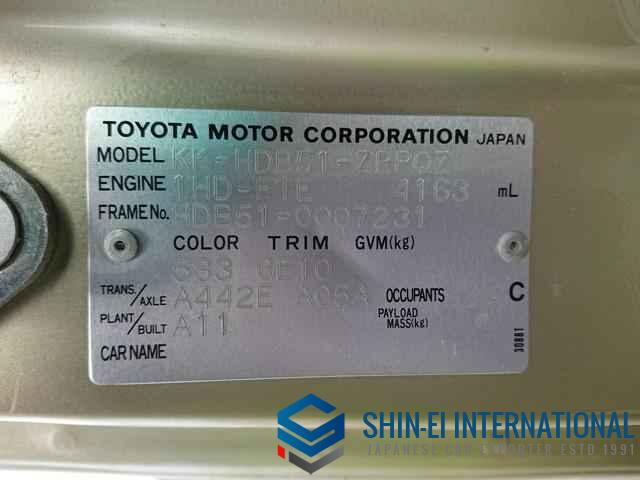 TOYOTA MOTOR CORPORATION JAPAN
MODEL KK-HDB51-ZRPQZ
ENGINE 1HD-FTE 4163 mL
FRAME No. HDB51-0007231
COLOR TRIM GVM(kg)
583 GE10
TRANS./AXLE A442E A05A OCCUPANTS C
PLANT/BUILT A11 PAYLOAD MASS(kg)
CAR NAME
30881
SHIN-EI INTERNATIONAL
JAPANESE CAR EXPORTER ESTD.1991